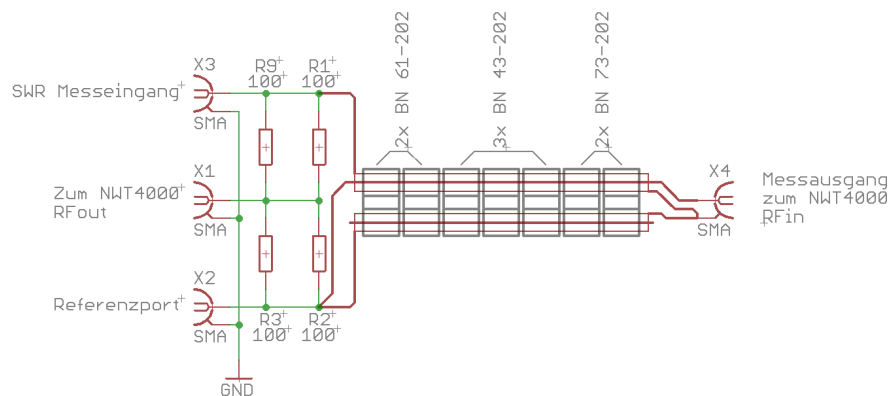 2x BN 61-202
3x BN 43-202
2x BN 73-202
X3
R9
R1
100
100
SWR Messeingang
SMA
X1
X4
Zum NWT4000
RFout
Messausgang
zum NWT4000
RFin
SMA
SMA
X2
Referenzport
R3
R2
100
100
SMA
GND